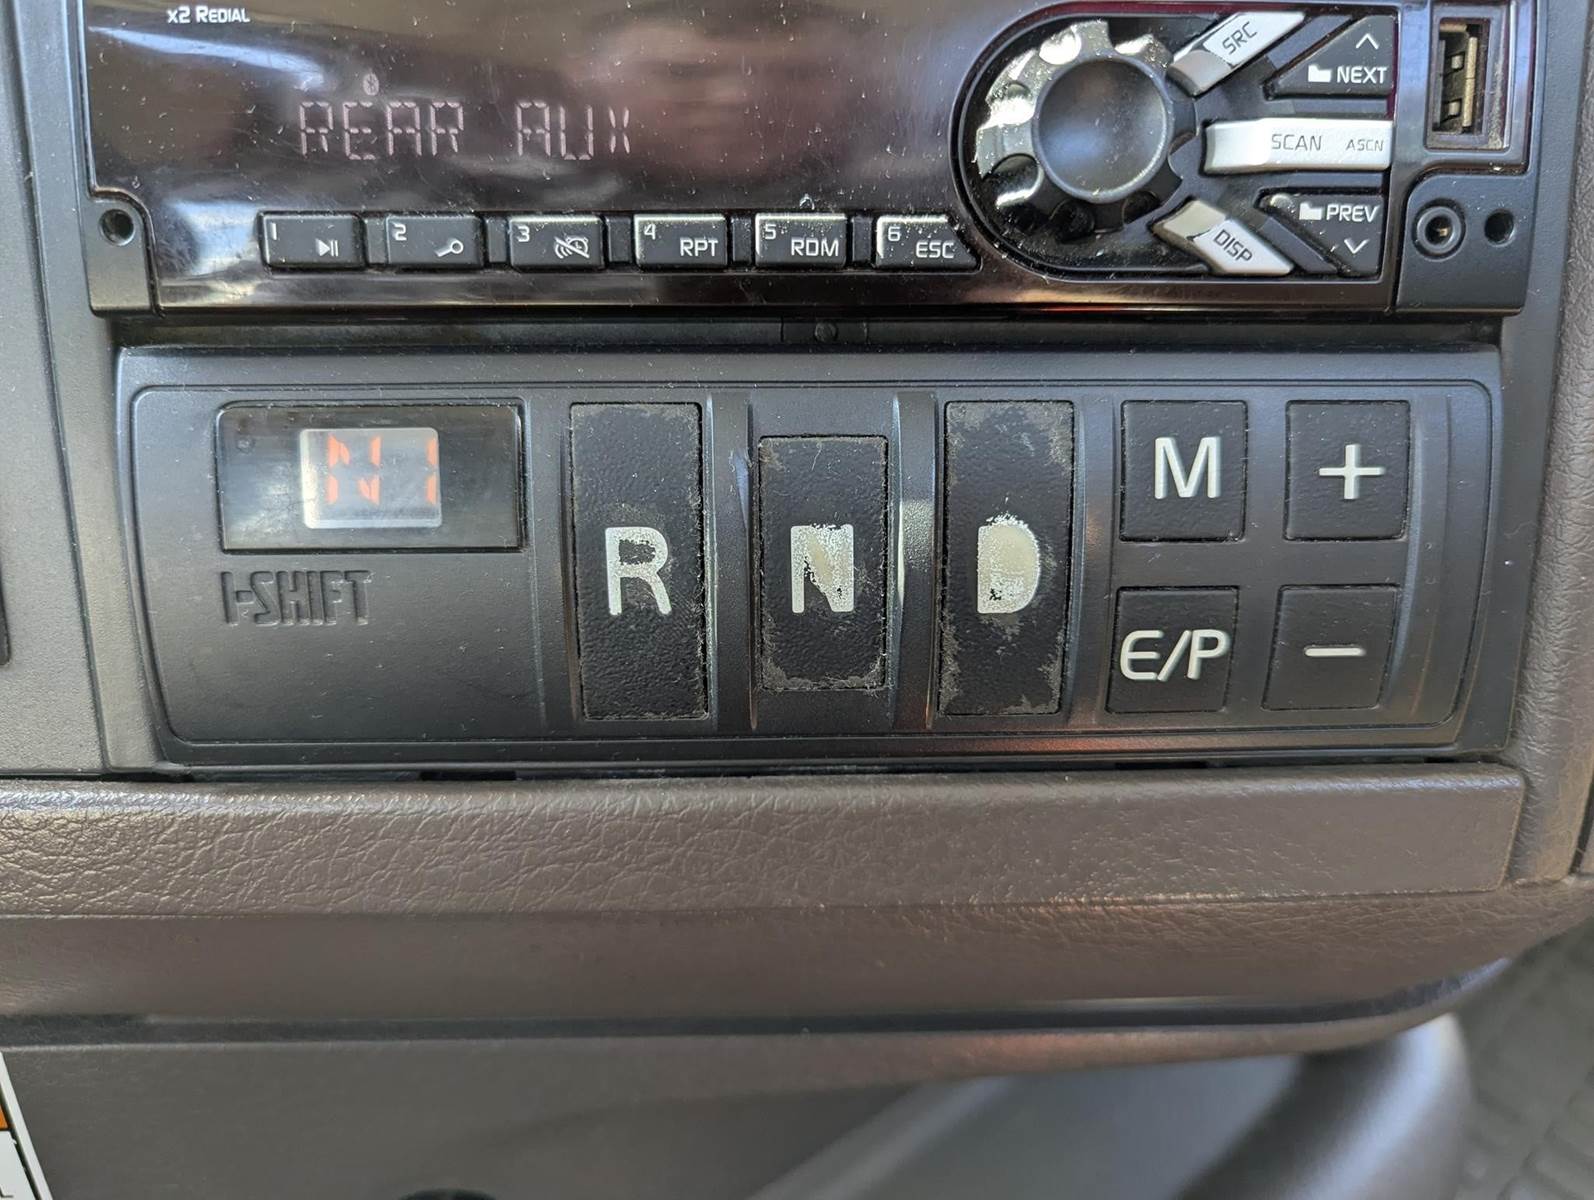 x2 REDIAL
SRC
NEXT
REAR AUX
SCAN ASCN
PREV
DISP
1
2
3
4 RPT
5 RDM
6 ESC
N1
I-SHIFT
R
N
D
M
+
E/P
−